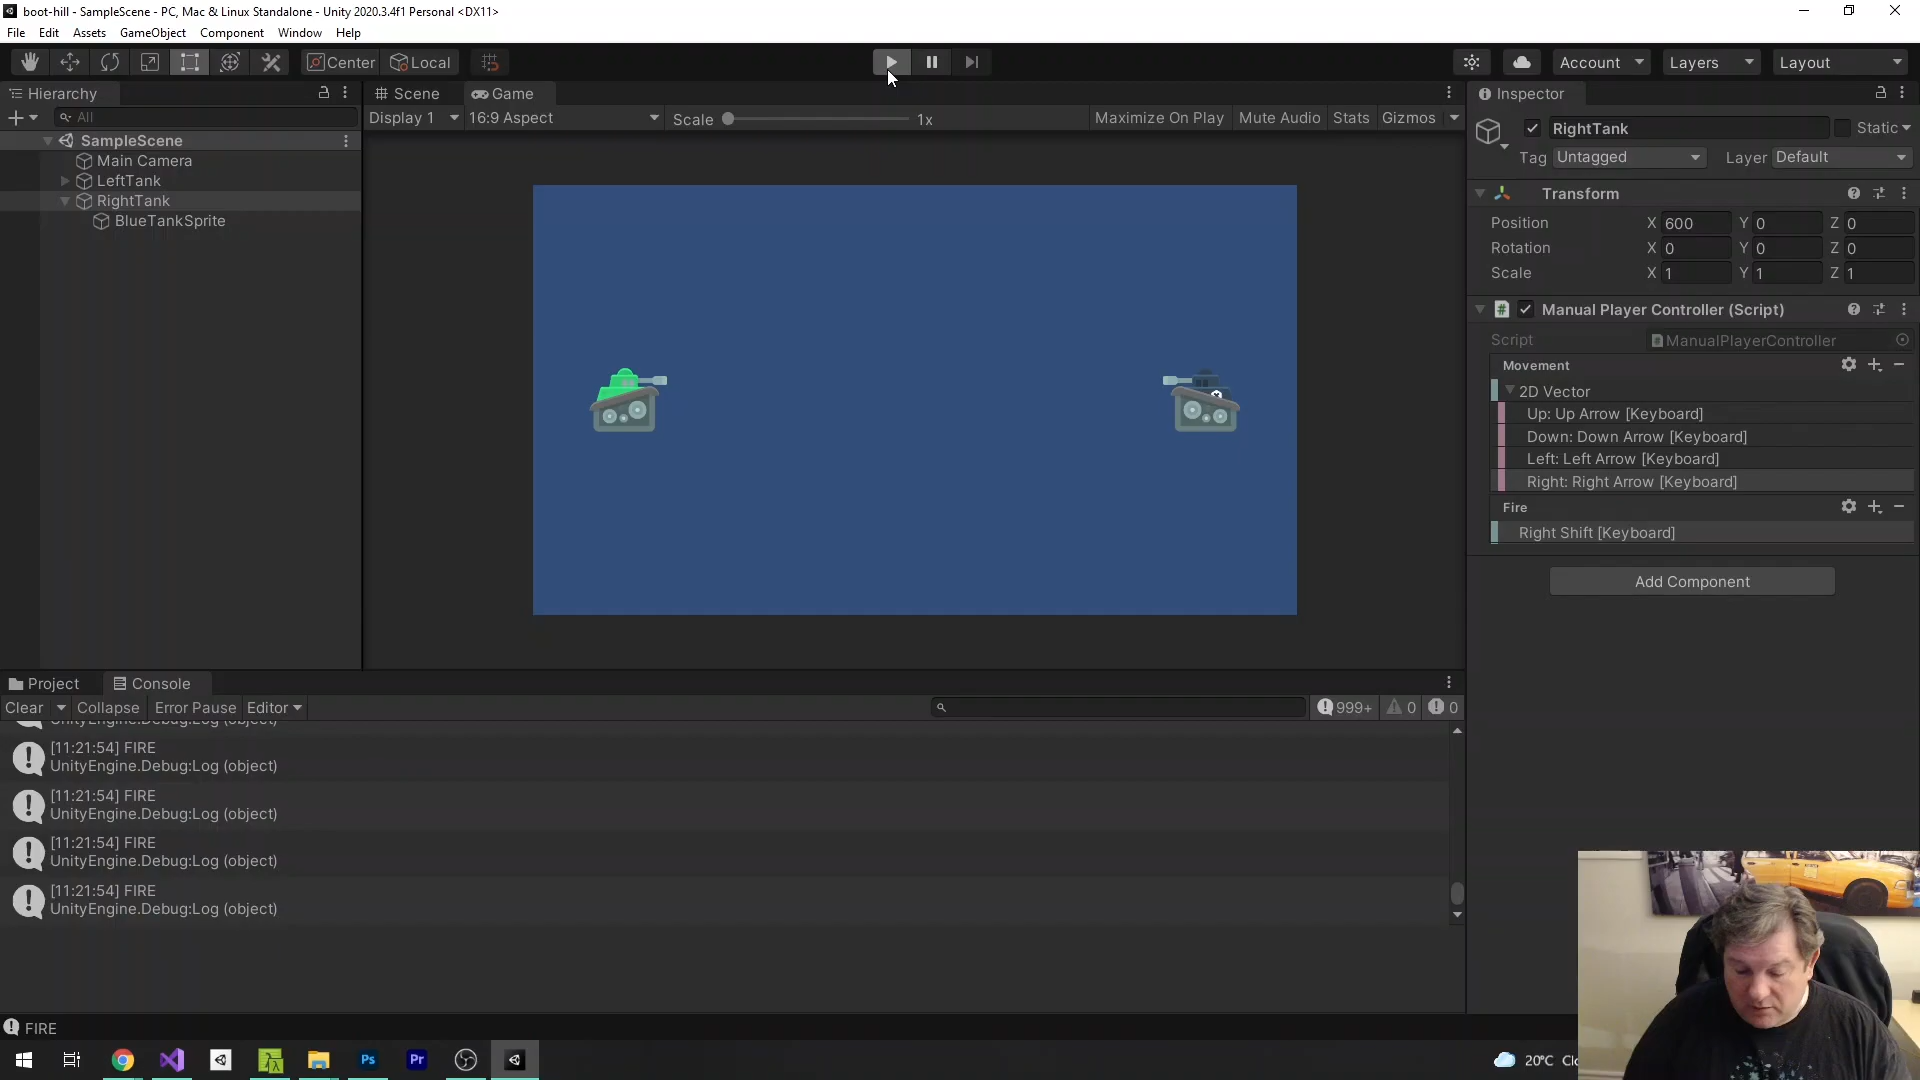 boot-hill - SampleScene - PC, Mac & Linux Standalone - Unity 2020.3.4f1 Personal <DX11>
File Edit Assets GameObject Component Window Help
Center Local Account Layers Layout
Hierarchy
All
SampleScene
Main Camera
LeftTank
RightTank
BlueTankSprite
Scene Game
Display 1 16:9 Aspect Scale 1x Maximize On Play Mute Audio Stats Gizmos
Inspector
RightTank Static
Tag Untagged Layer Default
Transform
Position X 600 Y 0 Z 0
Rotation X 0 Y 0 Z 0
Scale X 1 Y 1 Z 1
Manual Player Controller (Script)
Script ManualPlayerController
Movement
2D Vector
Up: Up Arrow [Keyboard]
Down: Down Arrow [Keyboard]
Left: Left Arrow [Keyboard]
Right: Right Arrow [Keyboard]
Fire
Right Shift [Keyboard]
Add Component
Project Console
Clear Collapse Error Pause Editor 999+ 0 0
UnityEngine.Debug:Log (object)
[11:21:54] FIRE
UnityEngine.Debug:Log (object)
[11:21:54] FIRE
UnityEngine.Debug:Log (object)
[11:21:54] FIRE
UnityEngine.Debug:Log (object)
[11:21:54] FIRE
UnityEngine.Debug:Log (object)
FIRE
Ps Pr 20°C Clo